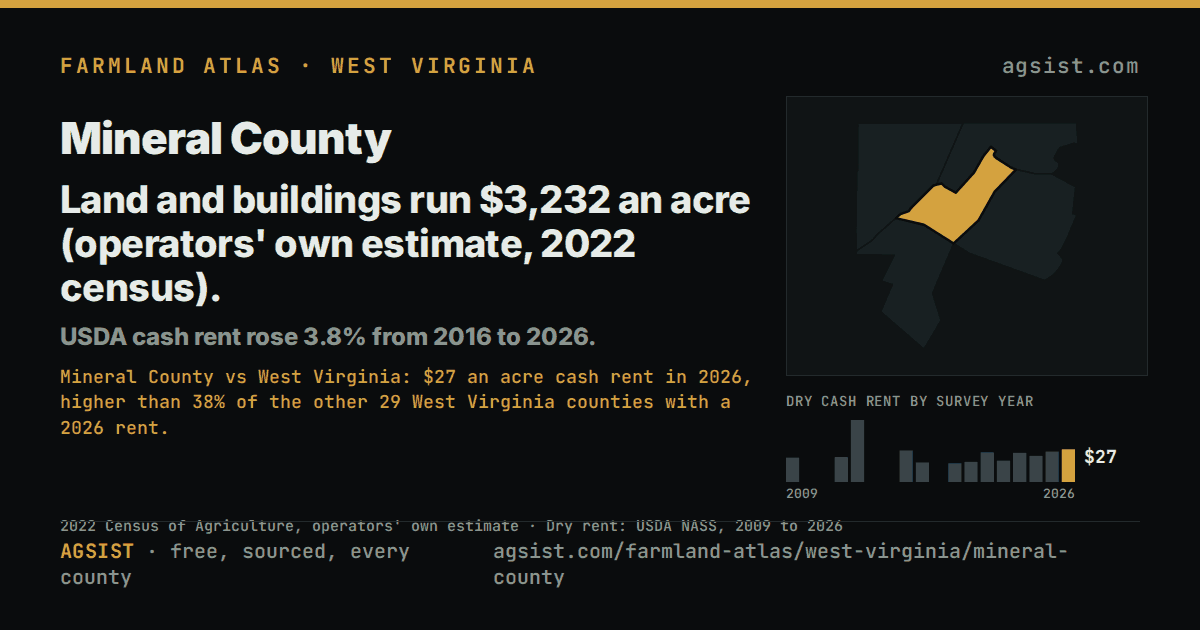 FARMLAND ATLAS · WEST VIRGINIA
agsist.com
Mineral County
Land and buildings run $3,232 an acre
(operators' own estimate, 2022
census).
USDA cash rent rose 3.8% from 2016 to 2026.
Mineral County vs West Virginia: $27 an acre cash rent in 2026,
higher than 38% of the other 29 West Virginia counties with a
2026 rent.
DRY CASH RENT BY SURVEY YEAR
$27
2009
2026
2022 Census of Agriculture, operators' own estimate · Dry rent: USDA NASS, 2009 to 2026
AGSIST · free, sourced, every
county
agsist.com/farmland-atlas/west-virginia/mineral-
county